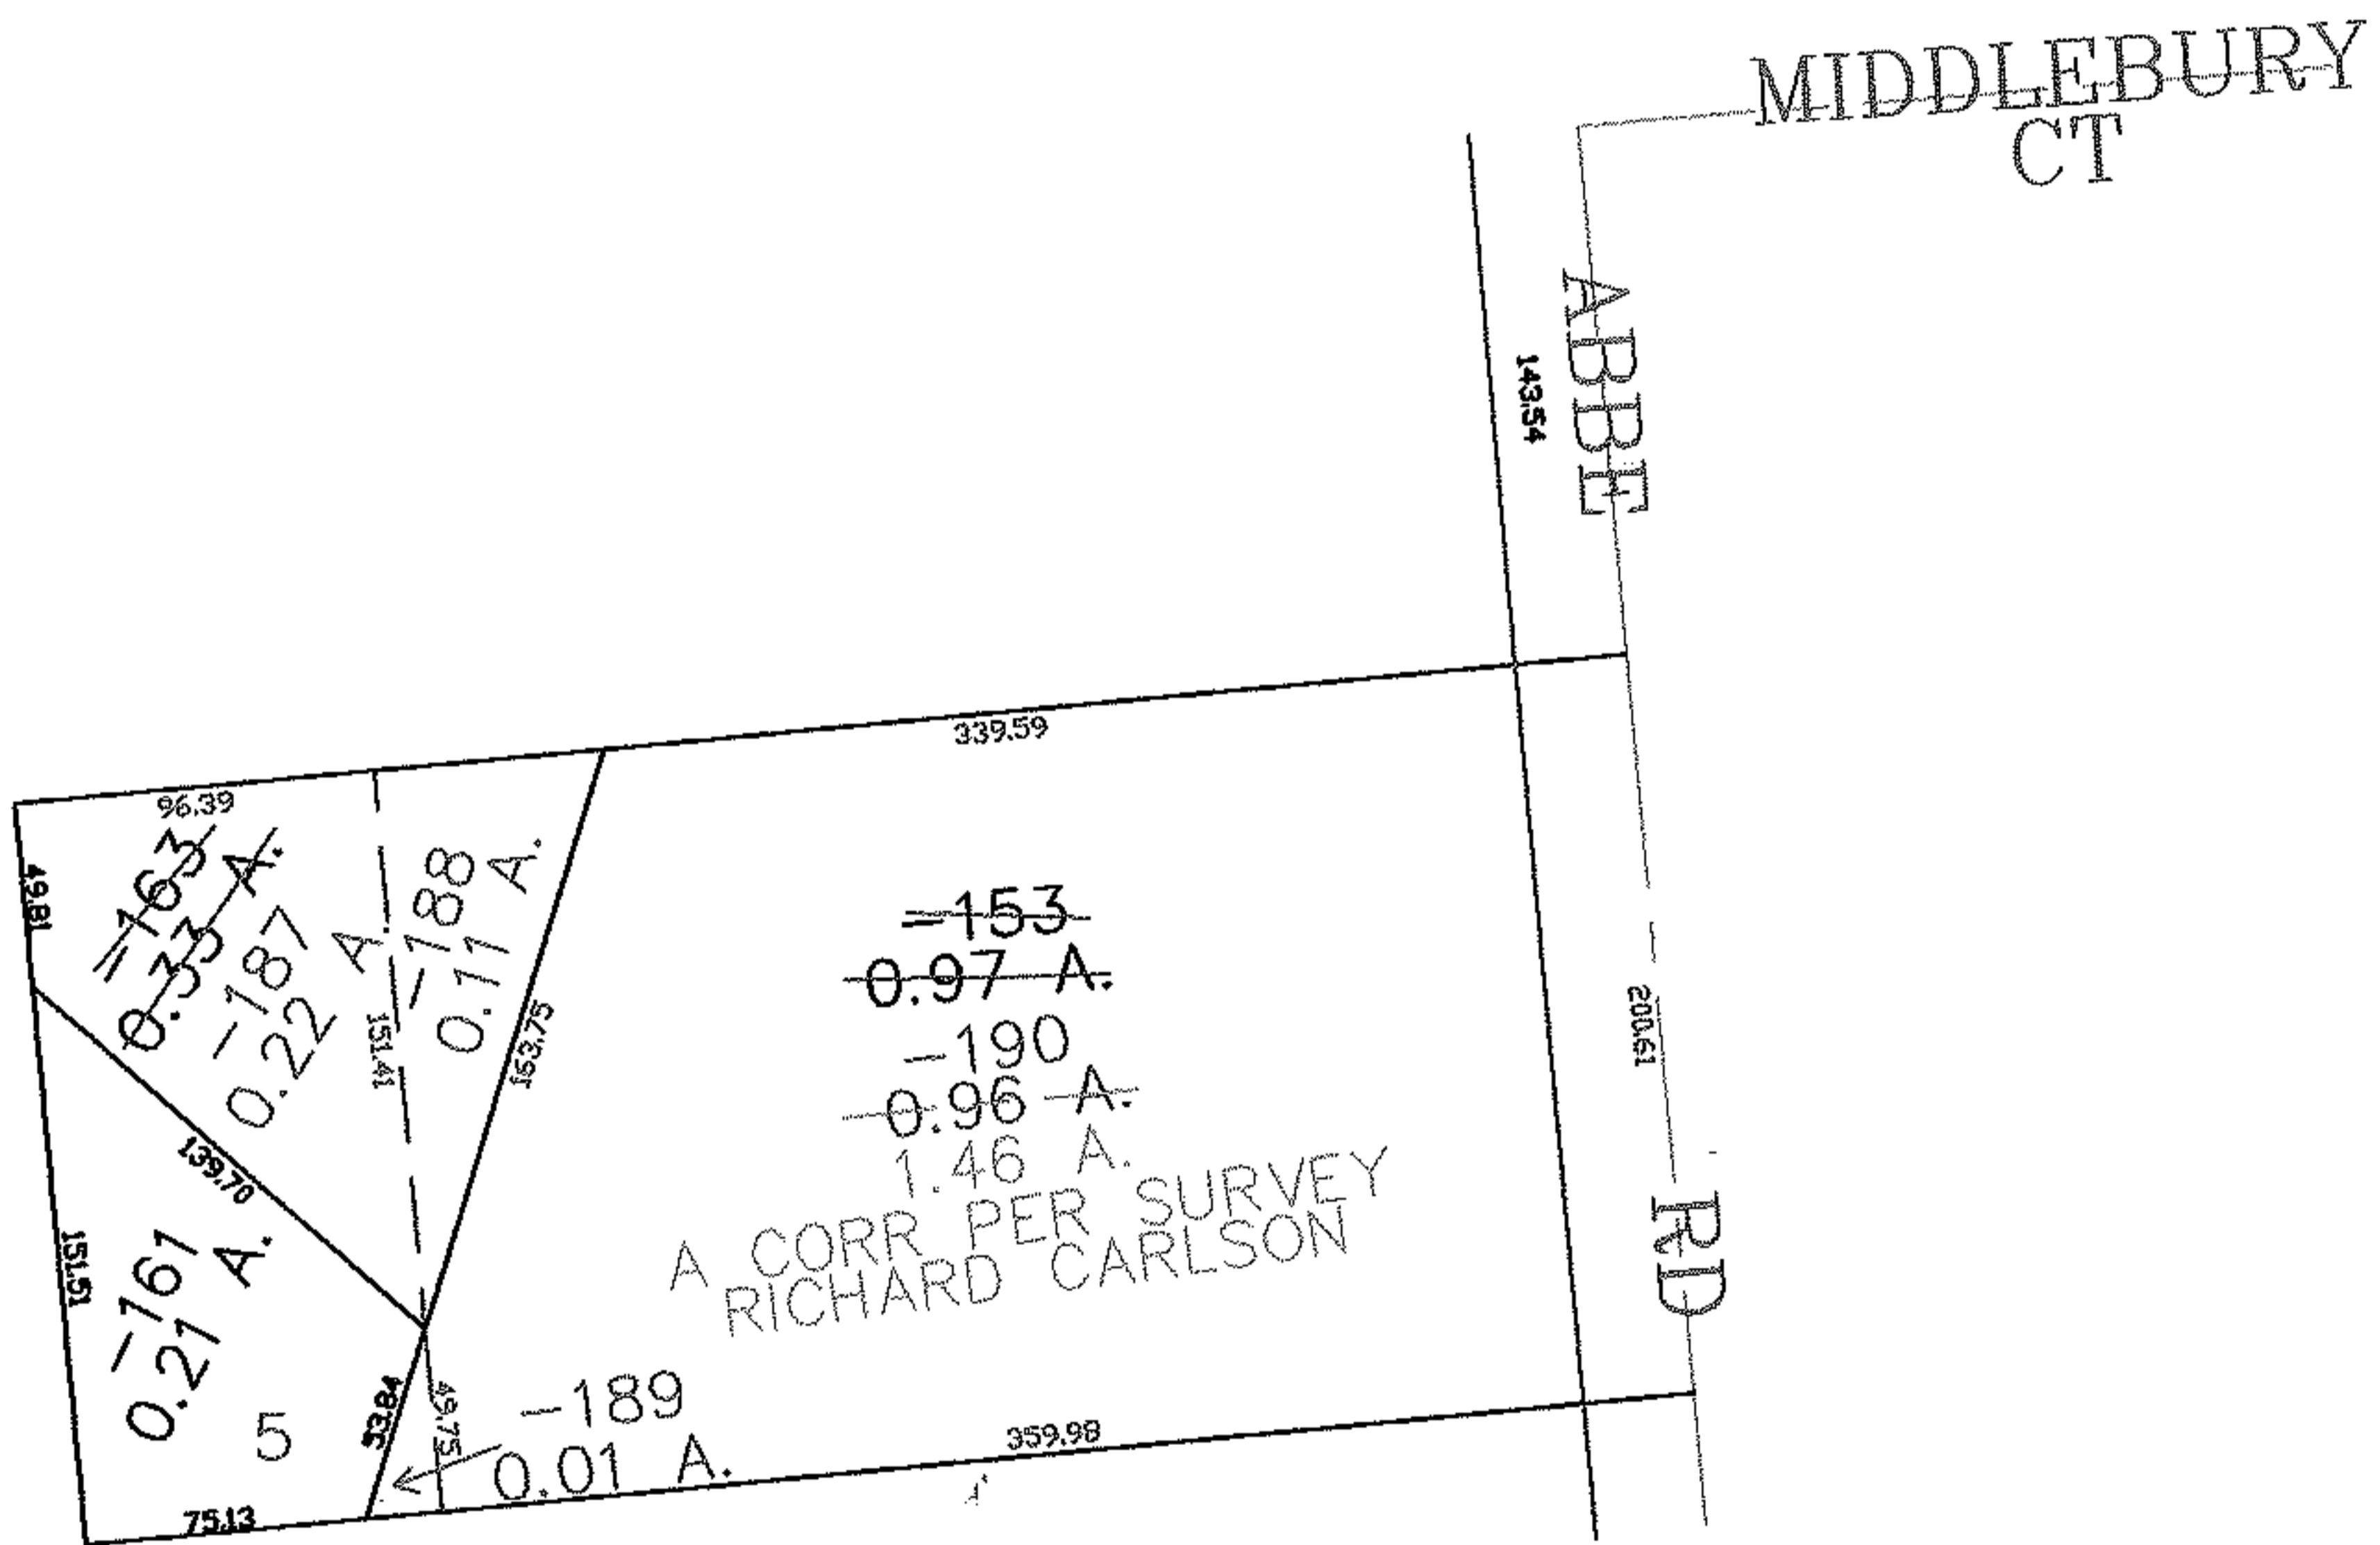 MIDDLEBURY
CT
ABBE
143.54
339.59
96.39
49.81
-163
0.33 A.
-187
0.22 A.
151.41
-188
0.11 A.
153.75
-153
0.97 A.
-190
0.96 A.
1.46 A.
A CORR PER SURVEY
RICHARD CARLSON
200.61
RD
139.70
151.51
-161
0.21 A.
5
53.84
49.75
-189
0.01 A.
359.98
75.13